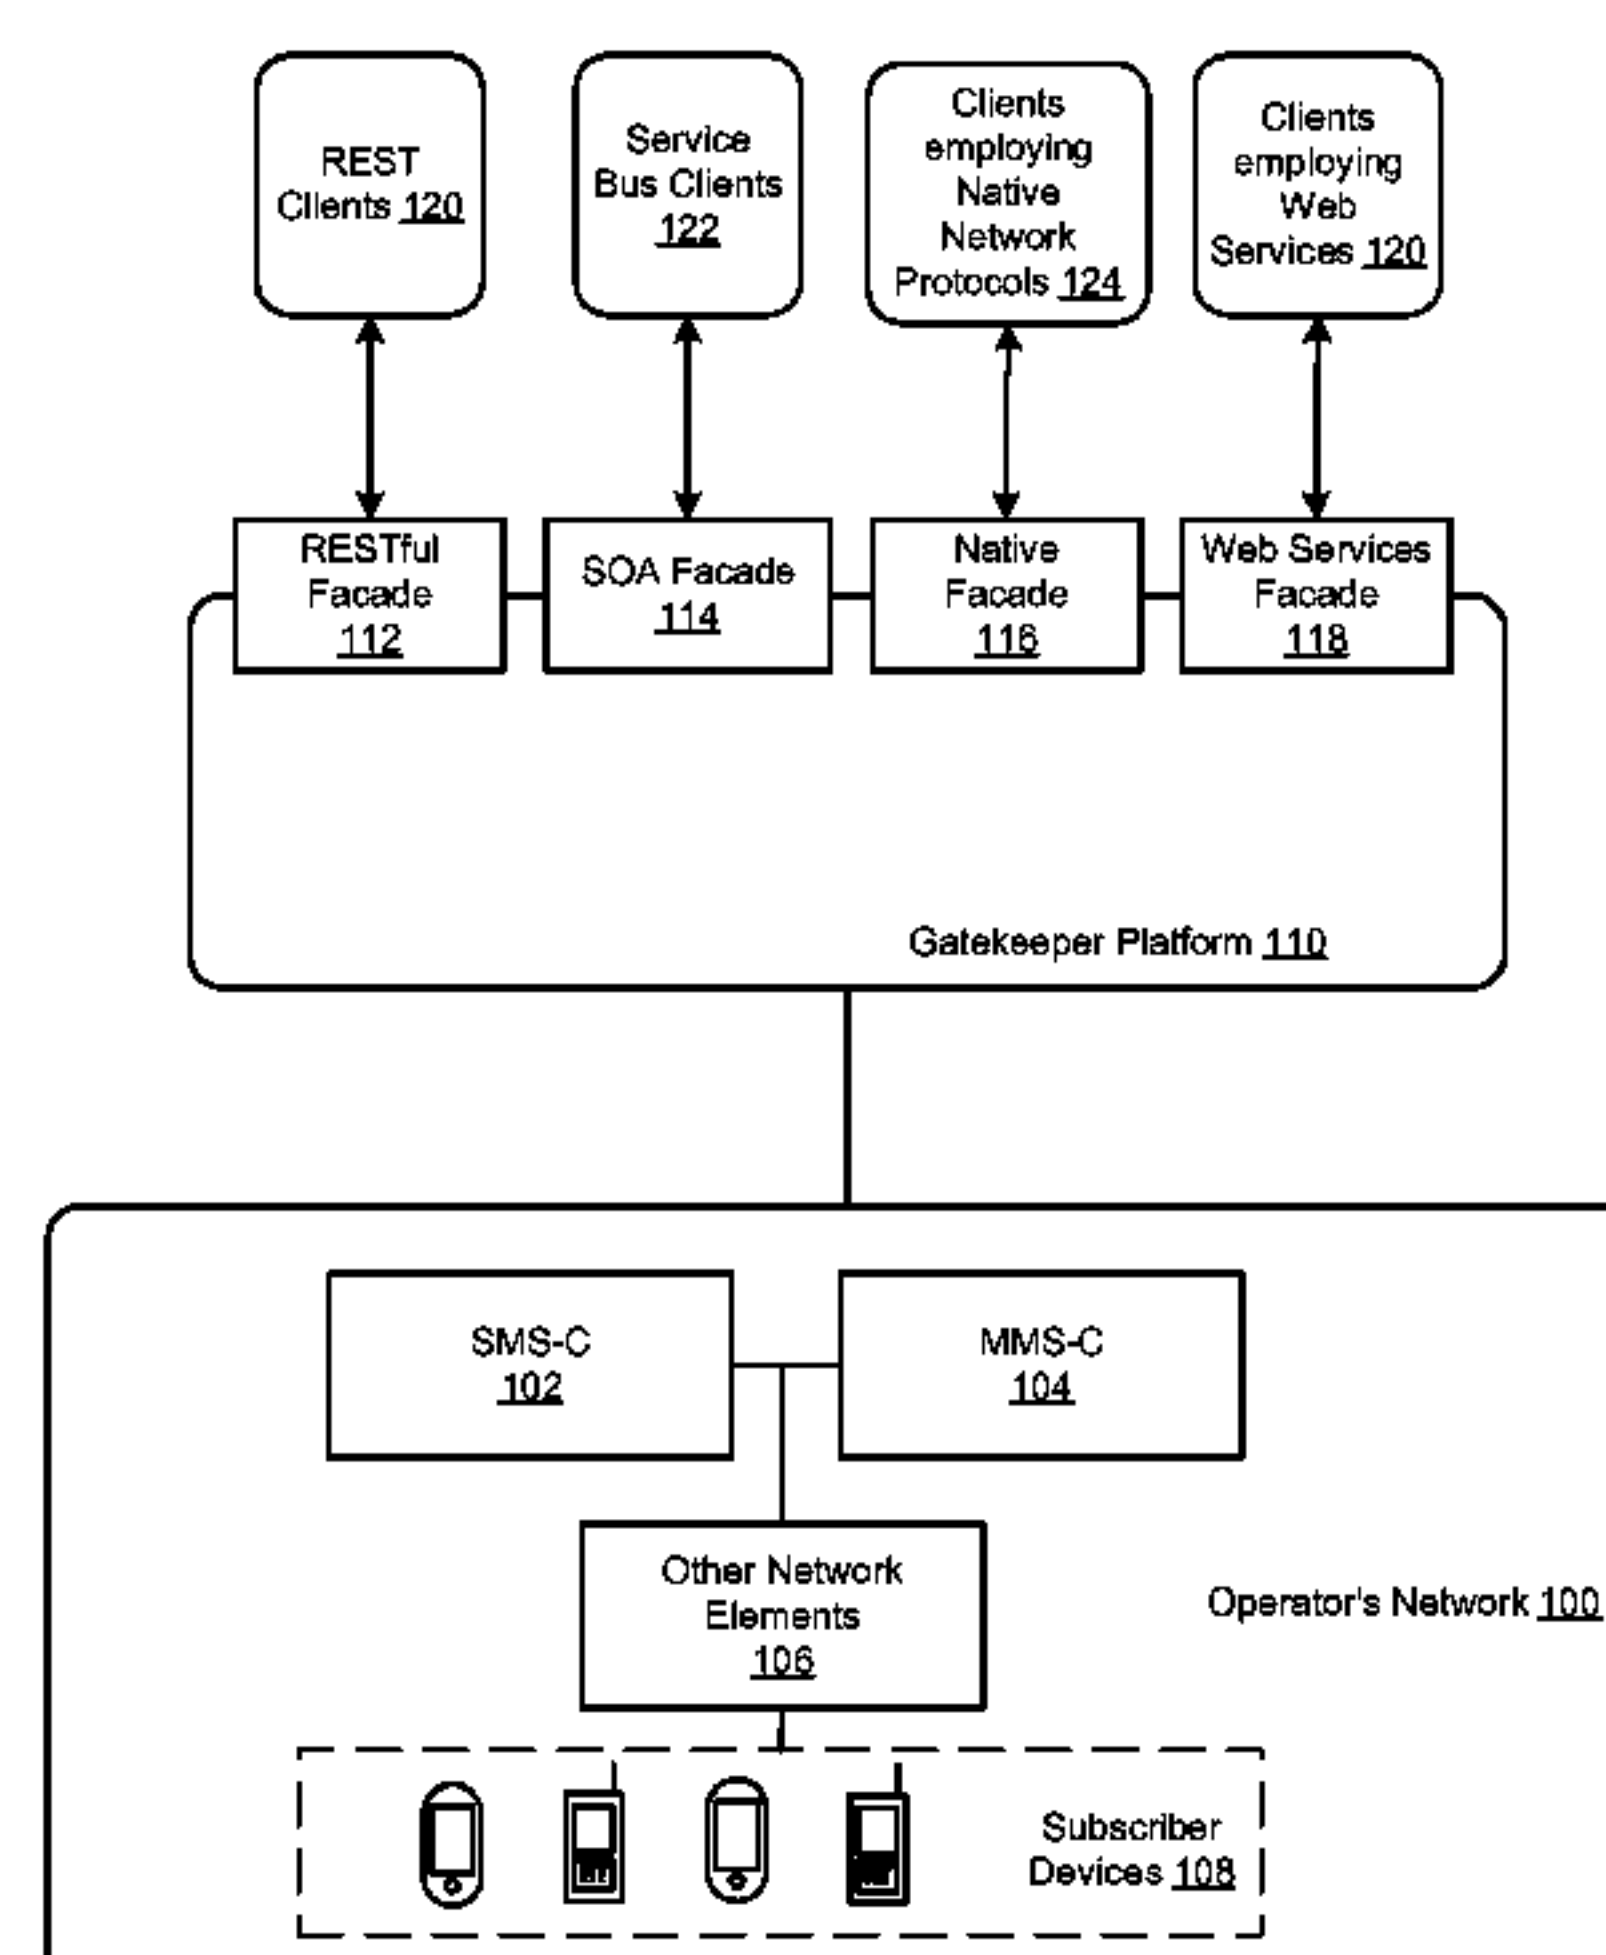 REST
Clients 120
Service
Bus Clients
122
Clients
employing
Native
Network
Protocols 124
Clients
employing
Web
Services 120
RESTful
Facade
112
SOA Facade
114
Native
Facade
116
Web Services
Facade
118
Gatekeeper Platform 110
SMS-C
102
MMS-C
104
Other Network
Elements
106
Operator's Network 100
Subscriber
Devices 108